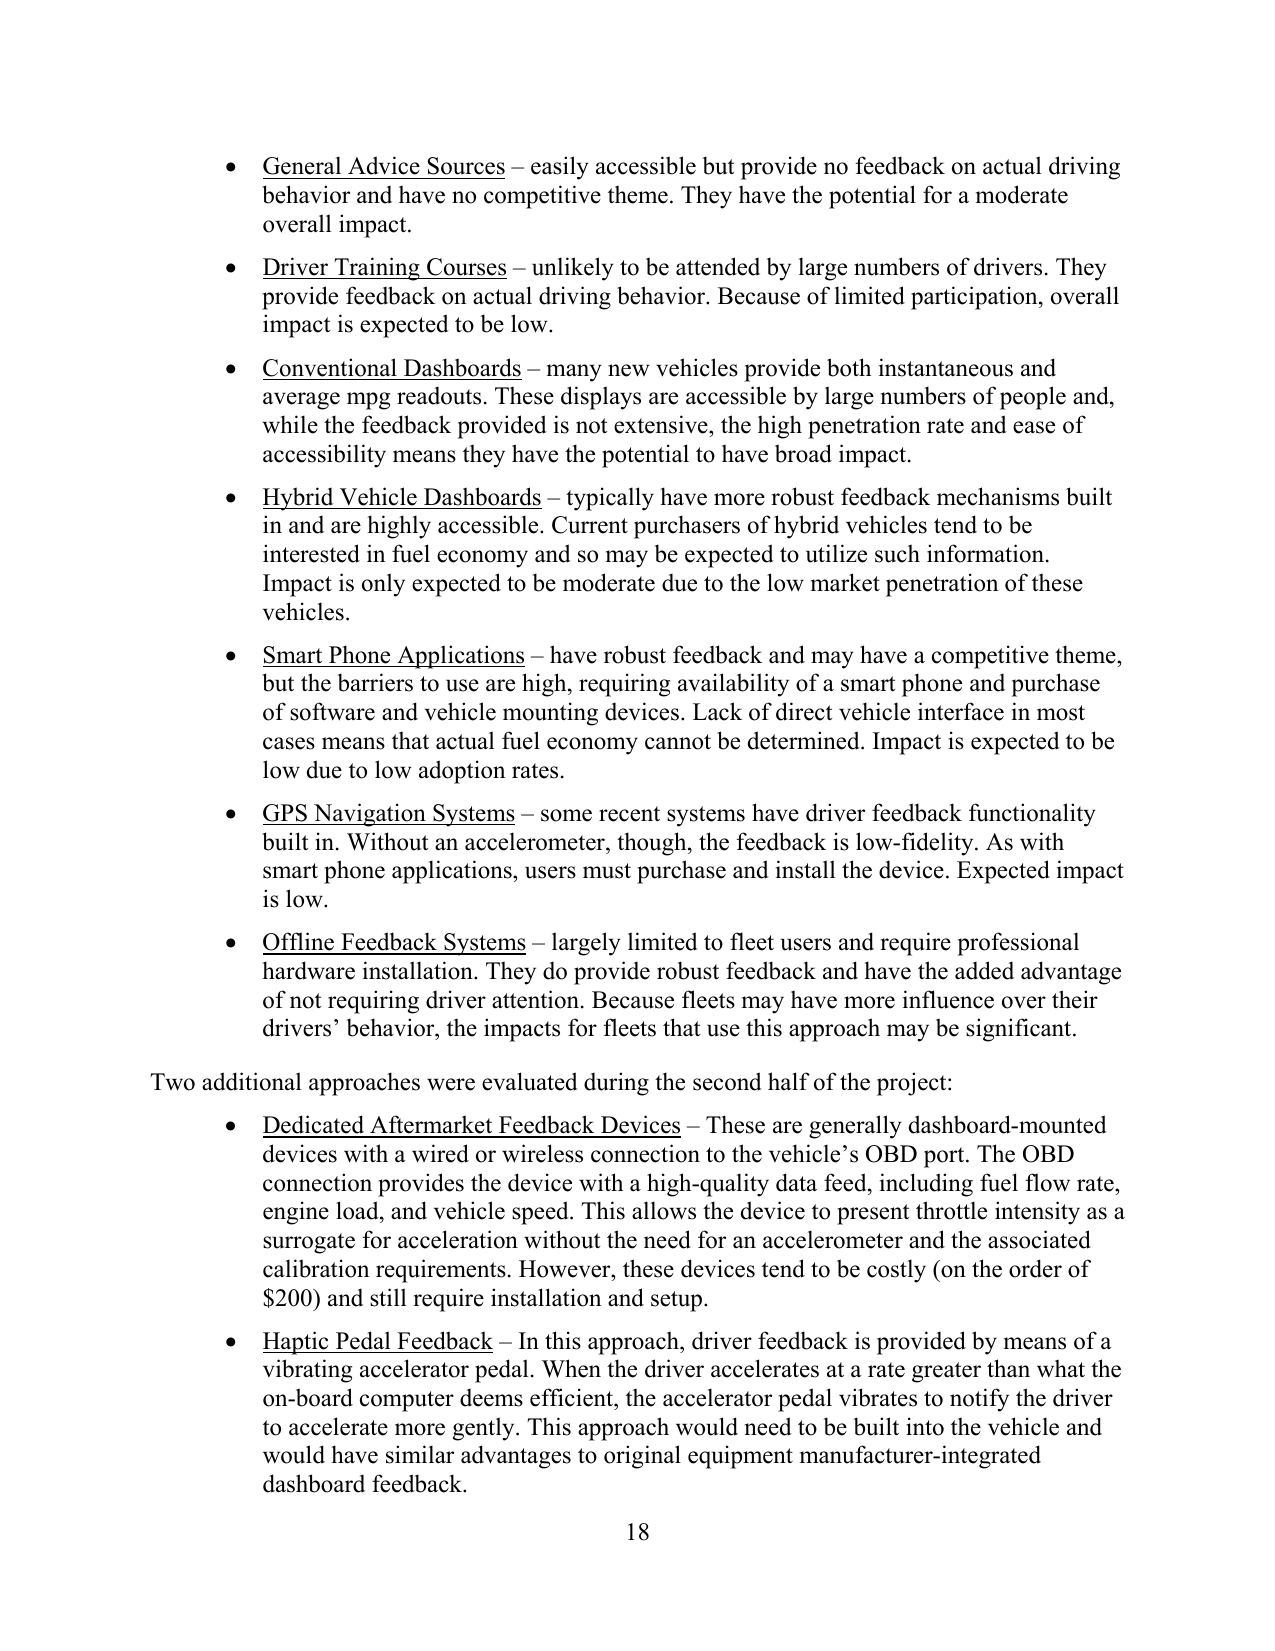 • General Advice Sources – easily accessible but provide no feedback on actual driving
behavior and have no competitive theme. They have the potential for a moderate
overall impact.
• Driver Training Courses – unlikely to be attended by large numbers of drivers. They
provide feedback on actual driving behavior. Because of limited participation, overall
impact is expected to be low.
• Conventional Dashboards – many new vehicles provide both instantaneous and
average mpg readouts. These displays are accessible by large numbers of people and,
while the feedback provided is not extensive, the high penetration rate and ease of
accessibility means they have the potential to have broad impact.
• Hybrid Vehicle Dashboards – typically have more robust feedback mechanisms built
in and are highly accessible. Current purchasers of hybrid vehicles tend to be
interested in fuel economy and so may be expected to utilize such information.
Impact is only expected to be moderate due to the low market penetration of these
vehicles.
• Smart Phone Applications – have robust feedback and may have a competitive theme,
but the barriers to use are high, requiring availability of a smart phone and purchase
of software and vehicle mounting devices. Lack of direct vehicle interface in most
cases means that actual fuel economy cannot be determined. Impact is expected to be
low due to low adoption rates.
• GPS Navigation Systems – some recent systems have driver feedback functionality
built in. Without an accelerometer, though, the feedback is low-fidelity. As with
smart phone applications, users must purchase and install the device. Expected impact
is low.
• Offline Feedback Systems – largely limited to fleet users and require professional
hardware installation. They do provide robust feedback and have the added advantage
of not requiring driver attention. Because fleets may have more influence over their
drivers’ behavior, the impacts for fleets that use this approach may be significant.
Two additional approaches were evaluated during the second half of the project:
• Dedicated Aftermarket Feedback Devices – These are generally dashboard-mounted
devices with a wired or wireless connection to the vehicle’s OBD port. The OBD
connection provides the device with a high-quality data feed, including fuel flow rate,
engine load, and vehicle speed. This allows the device to present throttle intensity as a
surrogate for acceleration without the need for an accelerometer and the associated
calibration requirements. However, these devices tend to be costly (on the order of
$200) and still require installation and setup.
• Haptic Pedal Feedback – In this approach, driver feedback is provided by means of a
vibrating accelerator pedal. When the driver accelerates at a rate greater than what the
on-board computer deems efficient, the accelerator pedal vibrates to notify the driver
to accelerate more gently. This approach would need to be built into the vehicle and
would have similar advantages to original equipment manufacturer-integrated
dashboard feedback.
18